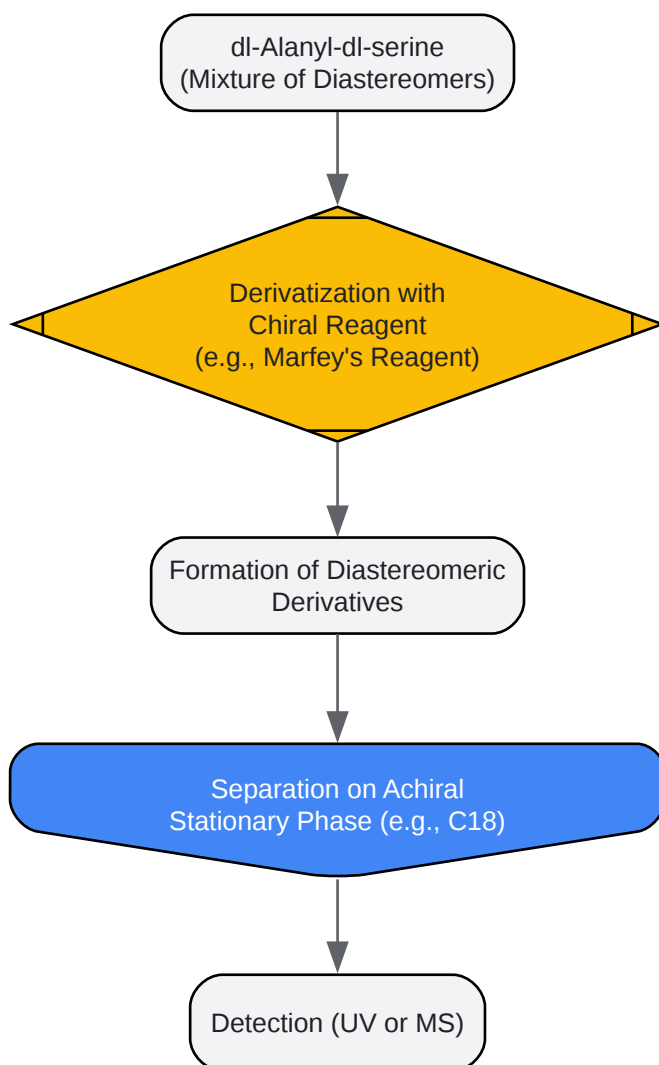 dl-Alanyl-dl-serine
(Mixture of Diastereomers)
Derivatization with
Chiral Reagent
(e.g., Marfey's Reagent)
Formation of Diastereomeric
Derivatives
Separation on Achiral
Stationary Phase (e.g., C18)
Detection (UV or MS)